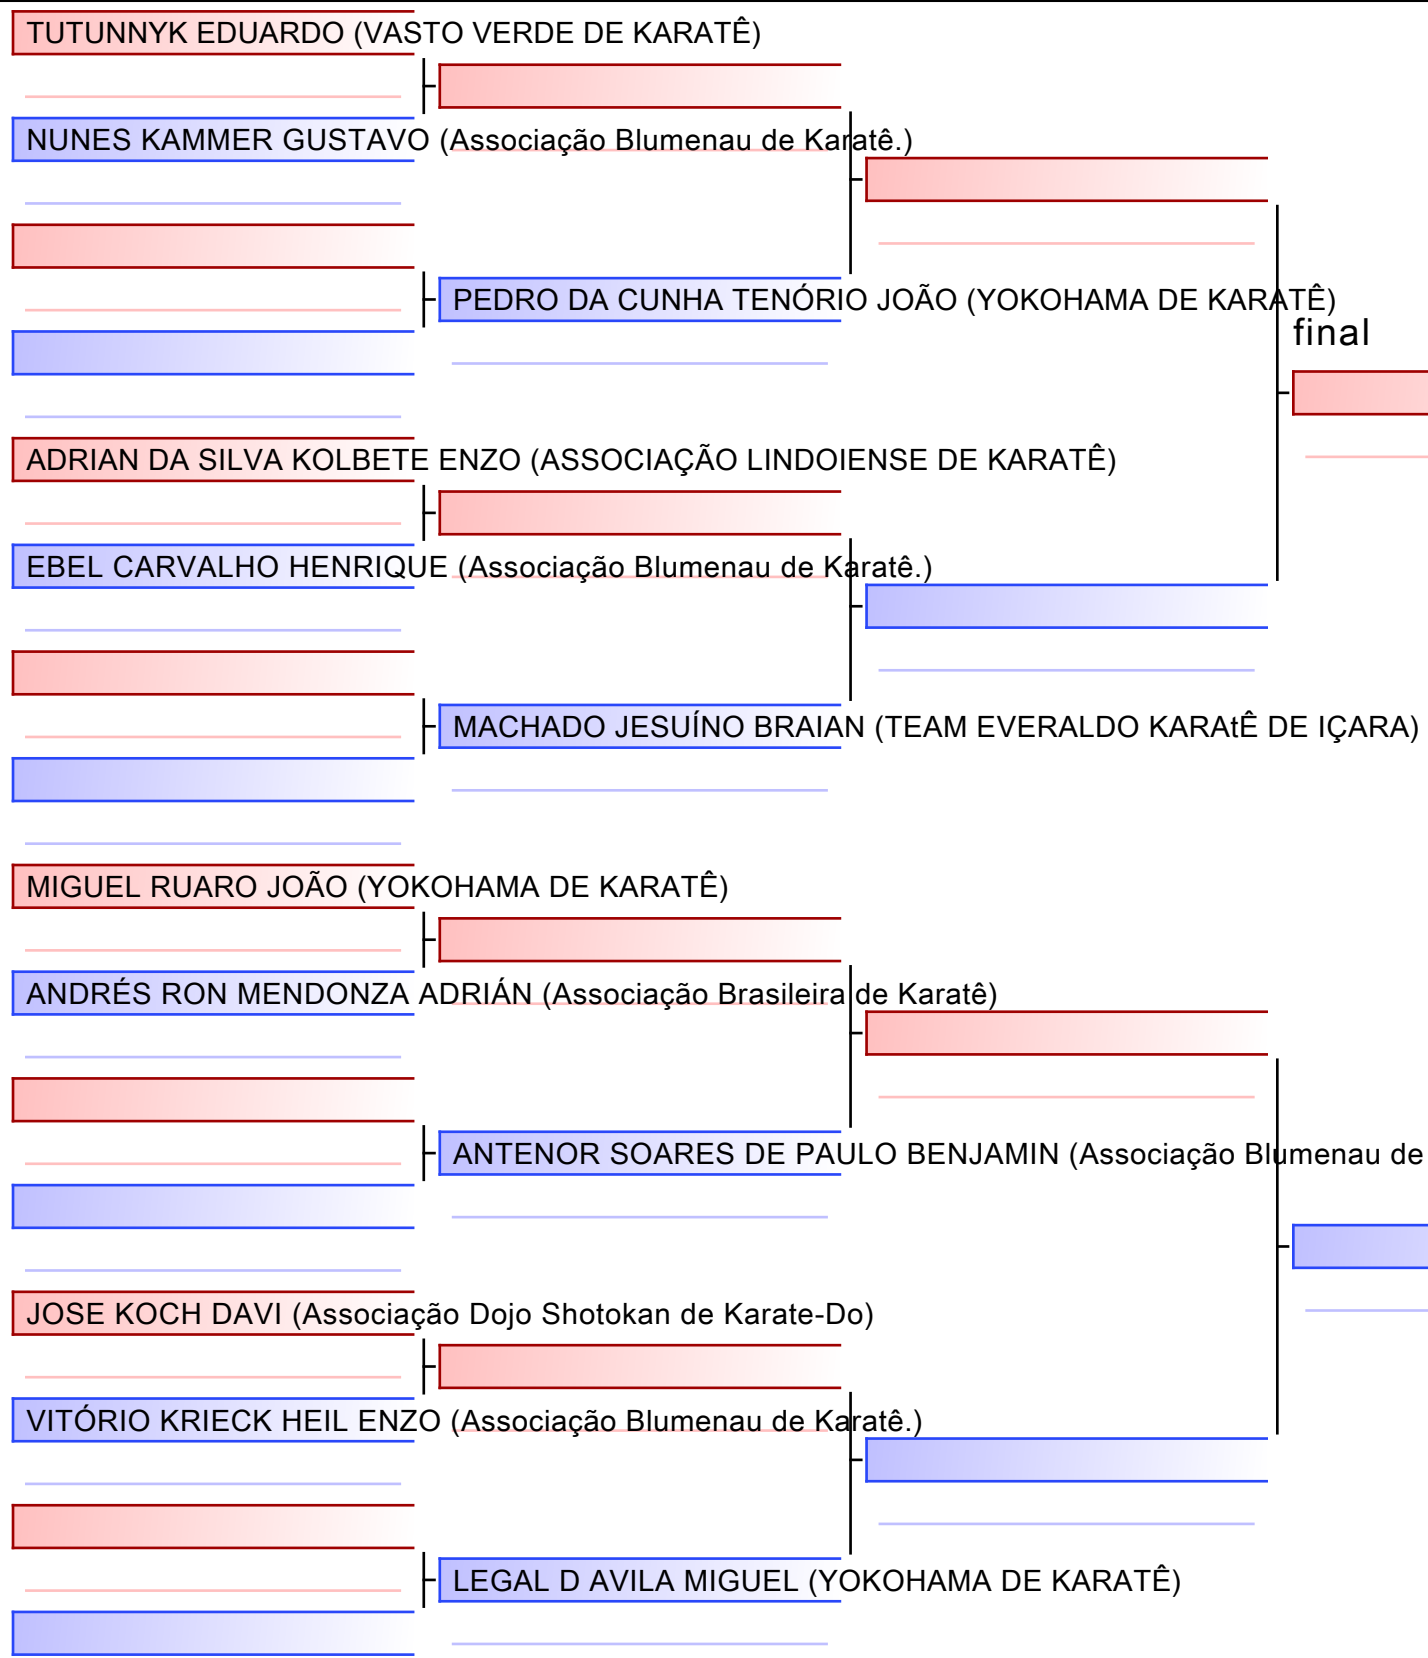 TUTUNNYK EDUARDO (VASTO VERDE DE KARATÊ)
NUNES KAMMER GUSTAVO (Associação Blumenau de Karatê.)
PEDRO DA CUNHA TENÓRIO JOÃO (YOKOHAMA DE KARATÊ)
final
ADRIAN DA SILVA KOLBETE ENZO (ASSOCIAÇÃO LINDOIENSE DE KARATÊ)
EBEL CARVALHO HENRIQUE (Associação Blumenau de Karatê.)
MACHADO JESUÍNO BRAIAN (TEAM EVERALDO KARAtÊ DE IÇARA)
MIGUEL RUARO JOÃO (YOKOHAMA DE KARATÊ)
ANDRÉS RON MENDONZA ADRIÁN (Associação Brasileira de Karatê)
ANTENOR SOARES DE PAULO BENJAMIN (Associação Blumenau de
JOSE KOCH DAVI (Associação Dojo Shotokan de Karate-Do)
VITÓRIO KRIECK HEIL ENZO (Associação Blumenau de Karatê.)
LEGAL D AVILA MIGUEL (YOKOHAMA DE KARATÊ)